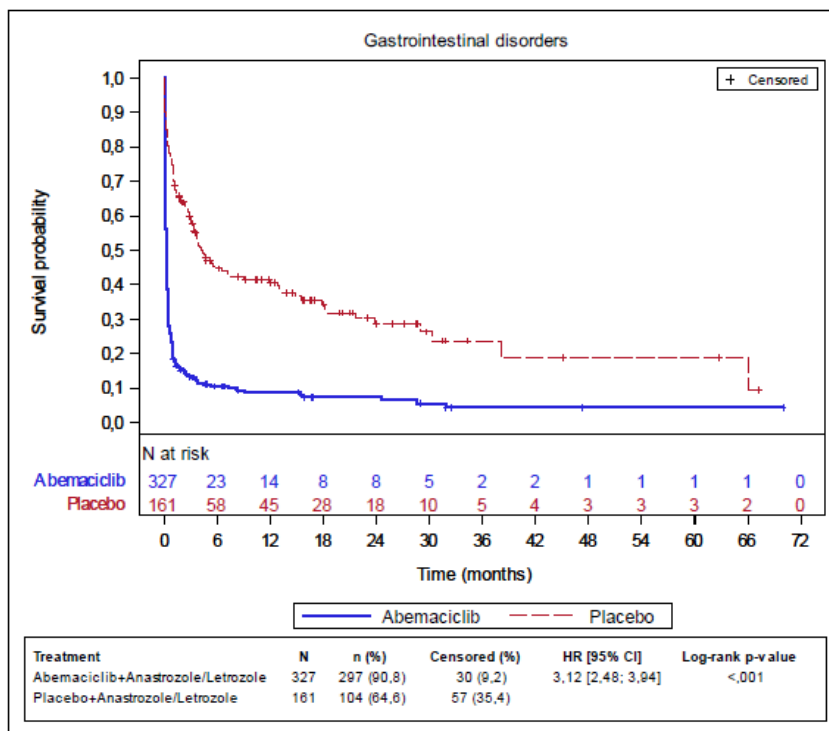 Gastrointestinal disorders
+ Censored
Survival probability
1,0
0,9
0,8
0,7
0,6
0,5
0,4
0,3
0,2
0,1
0,0
N at risk
Abemaciclib 327 23 14 8 8 5 2 2 1 1 1 1 0
Placebo 161 58 45 28 18 10 5 4 3 3 3 2 0
0 6 12 18 24 30 36 42 48 54 60 66 72
Time (months)
Abemaciclib Placebo
Treatment N n (%) Censored (%) HR [95% CI] Log-rank p-value
Abemaciclib+Anastrozole/Letrozole 327 297 (90,8) 30 (9,2) 3,12 [2,48; 3,94] <,001
Placebo+Anastrozole/Letrozole 161 104 (64,6) 57 (35,4)